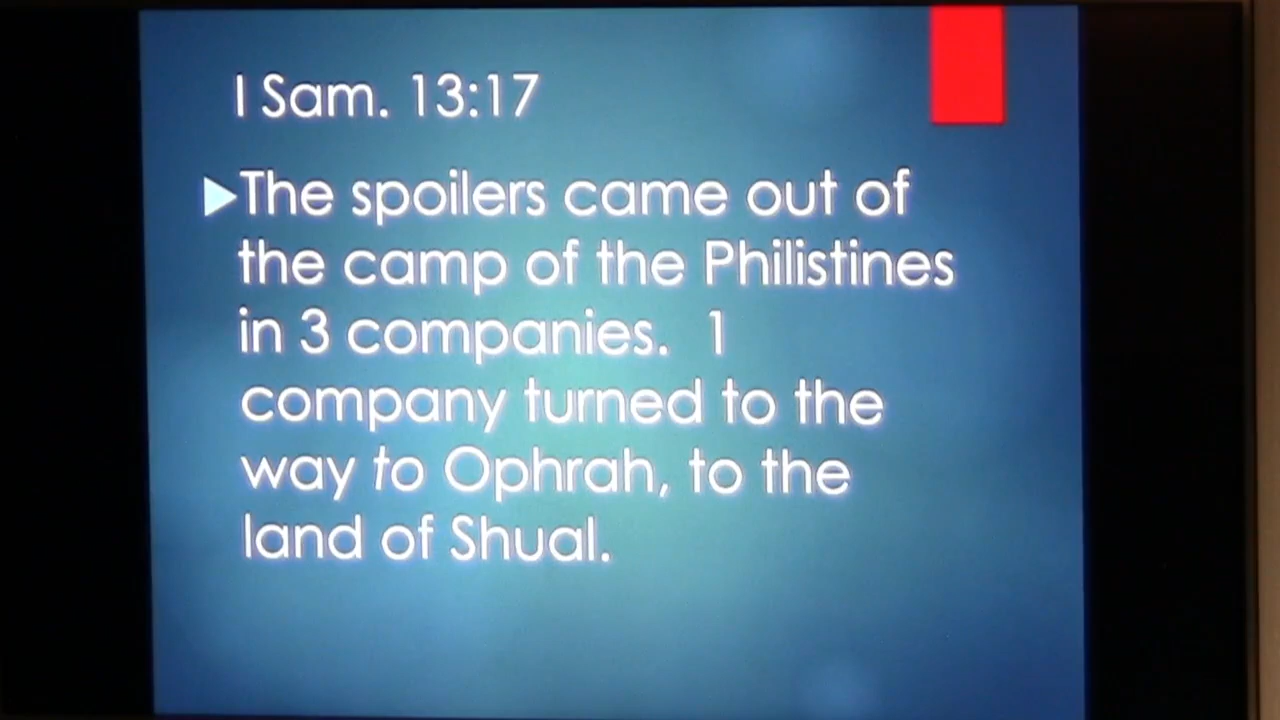 I Sam. 13:17
The spoilers came out of
the camp of the Philistines
in 3 companies.  1
company turned to the
way to Ophrah, to the
land of Shual.